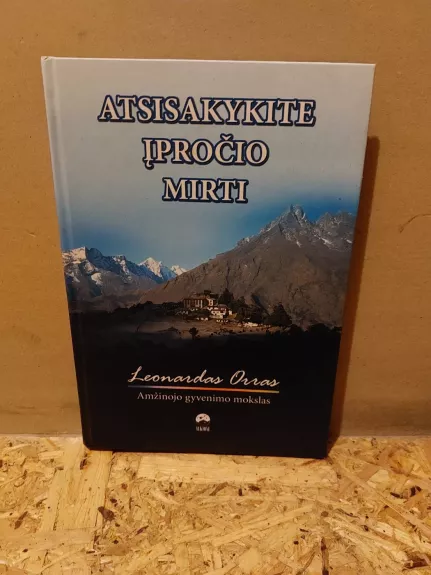 ATSISAKYKITE
ĮPROČIO
MIRTI
Leonardas Orras
Amžinojo gyvenimo mokslas